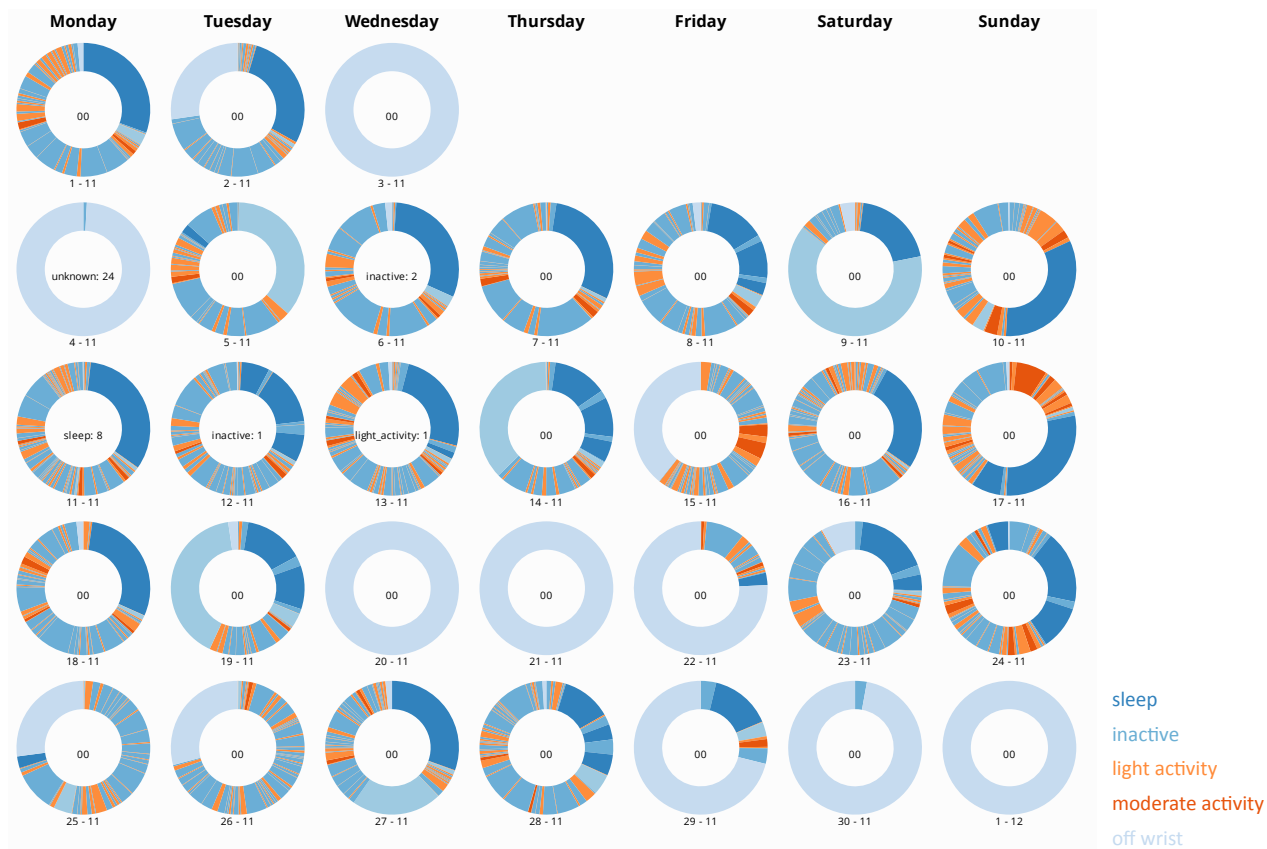 Monday Tuesday Wednesday Thursday Friday Saturday Sunday
00 00 00
1 - 11 2 - 11 3 - 11
unknown: 24 00 inactive: 2 00 00 00 00
4 - 11 5 - 11 6 - 11 7 - 11 8 - 11 9 - 11 10 - 11
sleep: 8 inactive: 1 light_activity: 1 00 00 00 00
11 - 11 12 - 11 13 - 11 14 - 11 15 - 11 16 - 11 17 - 11
00 00 00 00 00 00 00
18 - 11 19 - 11 20 - 11 21 - 11 22 - 11 23 - 11 24 - 11
00 00 00 00 00 00 00
25 - 11 26 - 11 27 - 11 28 - 11 29 - 11 30 - 11 1 - 12
sleep
inactive
light activity
moderate activity
off wrist